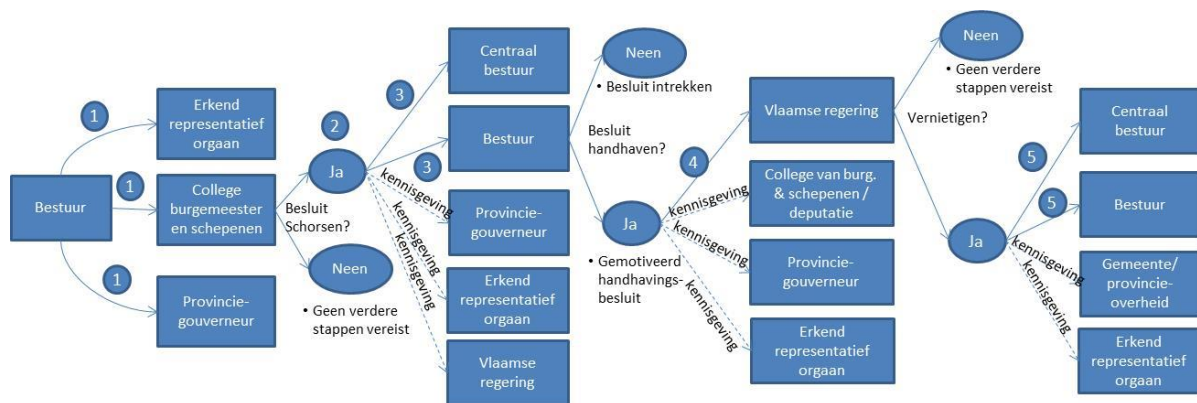 Bestuur
1
1
1
Erkend
representatief
orgaan
College
burgemeester
en schepenen
Provincie-
gouverneur
Besluit
Schorsen?
2
Ja
Neen
• Geen verdere
stappen vereist
3
3
kennisgeving
kennisgeving
kennisgeving
Centraal
bestuur
Bestuur
Provincie-
gouverneur
Erkend
representatief
orgaan
Vlaamse
regering
Neen
• Besluit intrekken
Besluit
handhaven?
Ja
• Gemotiveerd
handhavings-
besluit
4
kennisgeving
kennisgeving
kennisgeving
Vlaamse regering
College van burg.
& schepenen /
deputatie
Provincie-
gouverneur
Erkend
representatief
orgaan
Neen
• Geen verdere
stappen vereist
Vernietigen?
Ja
5
5
kennisgeving
kennisgeving
Centraal
bestuur
Bestuur
Gemeente/
provincie-
overheid
Erkend
representatief
orgaan